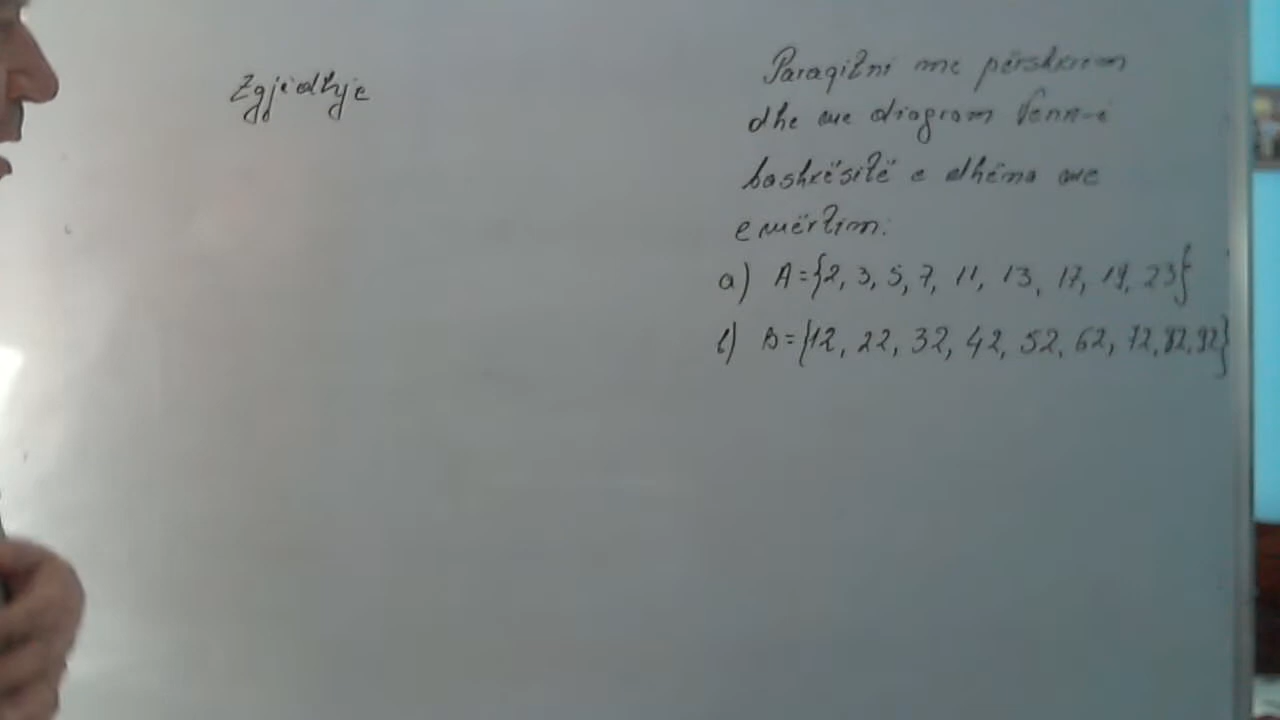 Zgjedhje
Paraqitni me përshkrim
dhe me diagram Venn-i
bashkësitë e dhëna me
emërtim:
a) A={2, 3, 5, 7, 11, 13, 17, 19, 23}
b) B={12, 22, 32, 42, 52, 62, 72, 82, 92}